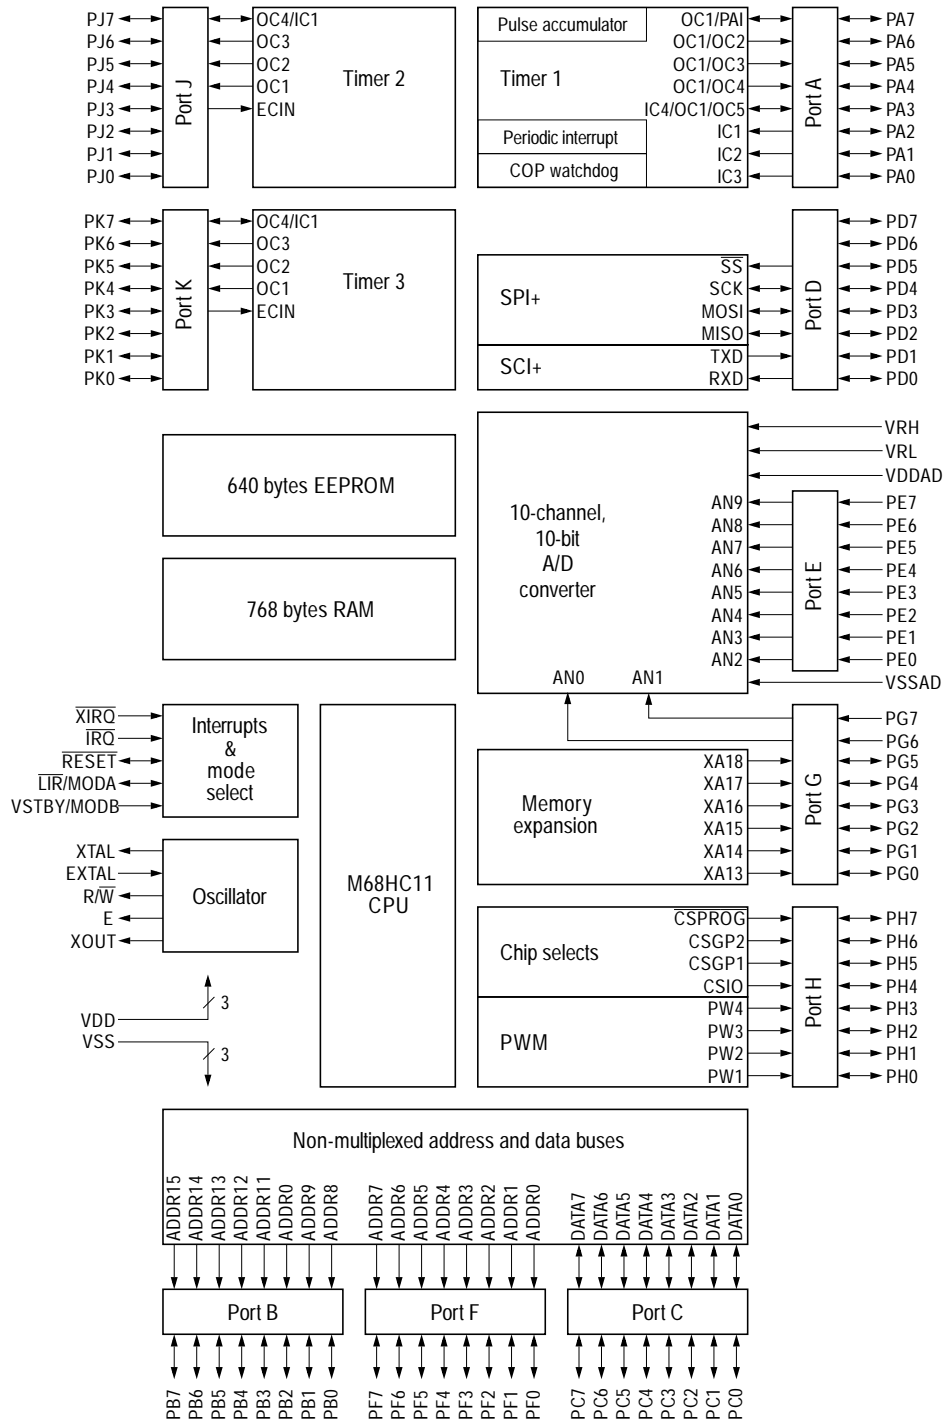 PJ7
PJ6
PJ5
PJ4
PJ3
PJ2
PJ1
PJ0
Port J
OC4/IC1
OC3
OC2
OC1
ECIN
Timer 2
Pulse accumulator
Timer 1
Periodic interrupt
COP watchdog
OC1/PAI
OC1/OC2
OC1/OC3
OC1/OC4
IC4/OC1/OC5
IC1
IC2
IC3
Port A
PA7
PA6
PA5
PA4
PA3
PA2
PA1
PA0
PK7
PK6
PK5
PK4
PK3
PK2
PK1
PK0
Port K
OC4/IC1
OC3
OC2
OC1
ECIN
Timer 3
SPI+
SCI+
SS
SCK
MOSI
MISO
TXD
RXD
Port D
PD7
PD6
PD5
PD4
PD3
PD2
PD1
PD0
640 bytes EEPROM
768 bytes RAM
10-channel,
10-bit
A/D
converter
AN9
AN8
AN7
AN6
AN5
AN4
AN3
AN2
AN0
AN1
Port E
VRH
VRL
VDDAD
PE7
PE6
PE5
PE4
PE3
PE2
PE1
PE0
VSSAD
XIRQ
IRQ
RESET
LIR/MODA
VSTBY/MODB
Interrupts
&
mode
select
XTAL
EXTAL
R/W
E
XOUT
Oscillator
VDD
3
VSS
3
M68HC11
CPU
Memory
expansion
XA18
XA17
XA16
XA15
XA14
XA13
Port G
PG7
PG6
PG5
PG4
PG3
PG2
PG1
PG0
Chip selects
PWM
CSPROG
CSGP2
CSGP1
CSIO
PW4
PW3
PW2
PW1
Port H
PH7
PH6
PH5
PH4
PH3
PH2
PH1
PH0
Non-multiplexed address and data buses
ADDR15
ADDR14
ADDR13
ADDR12
ADDR11
ADDR0
ADDR9
ADDR8
ADDR7
ADDR6
ADDR5
ADDR4
ADDR3
ADDR2
ADDR1
ADDR0
DATA7
DATA6
DATA5
DATA4
DATA3
DATA2
DATA1
DATA0
Port B
Port F
Port C
PB7
PB6
PB5
PB4
PB3
PB2
PB1
PB0
PF7
PF6
PF5
PF4
PF3
PF2
PF1
PF0
PC7
PC6
PC5
PC4
PC3
PC2
PC1
PC0